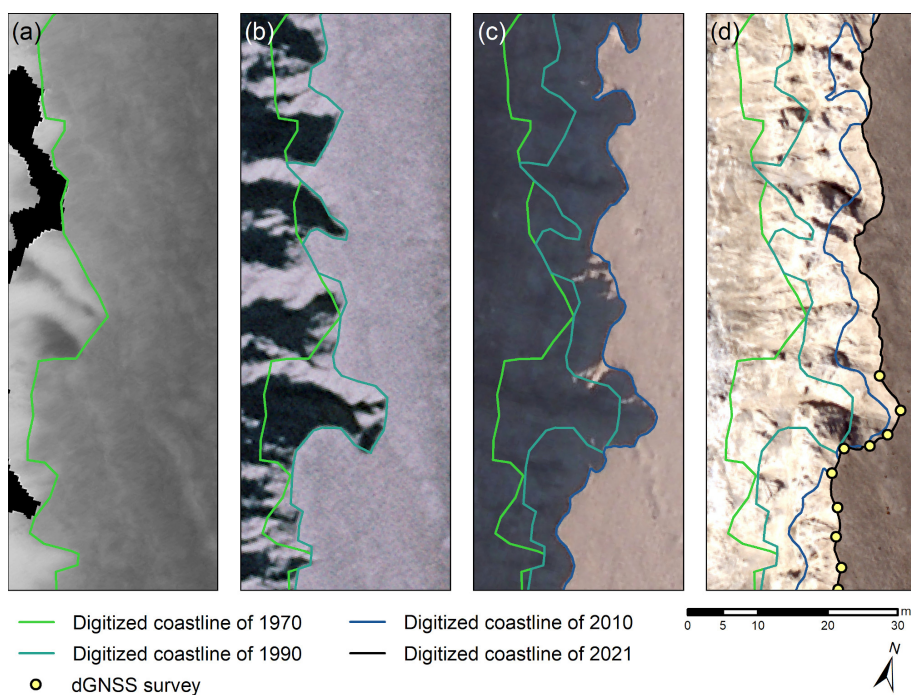 (a) (b) (c) (d)
Digitized coastline of 1970 Digitized coastline of 2010
Digitized coastline of 1990 Digitized coastline of 2021
dGNSS survey
m
0 5 10 20 30
N